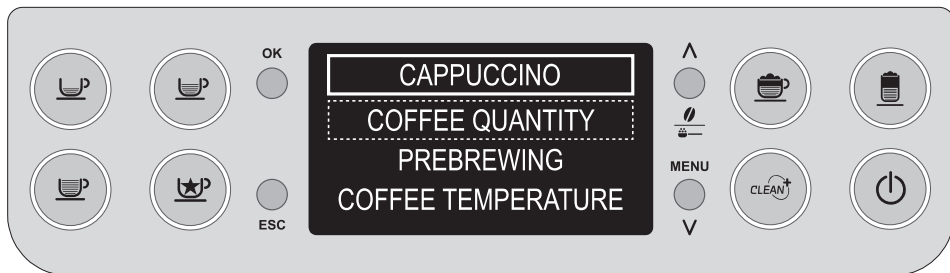 OK
CAPPUCCINO
COFFEE QUANTITY
PREBREWING
COFFEE TEMPERATURE
MENU
CLEAN+
ESC